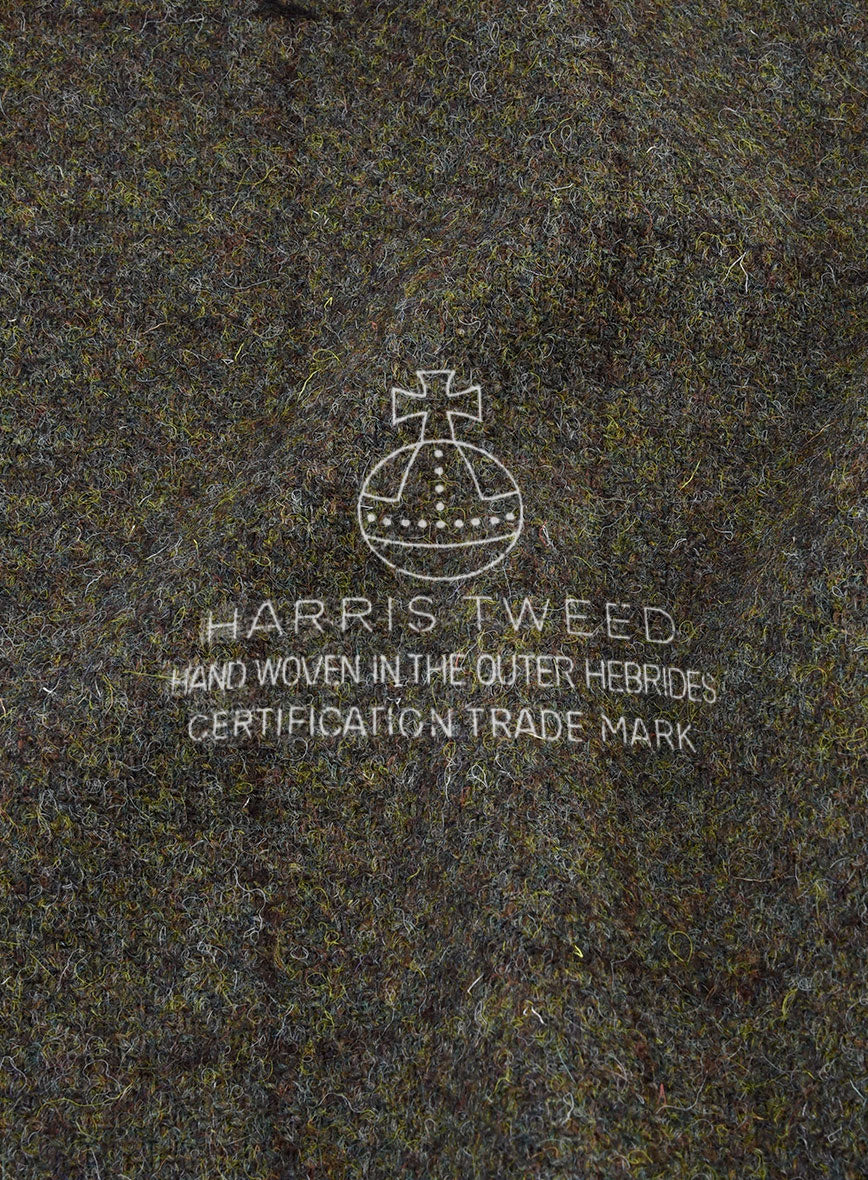 HARRIS TWEED
HAND WOVEN IN THE OUTER HEBRIDES
CERTIFICATION TRADE MARK